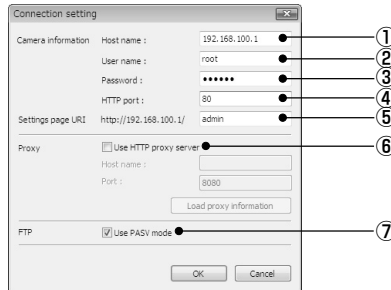 Connection setting
Camera information Host name : 192.168.100.1 ①
User name : root ②
Password : ●●●●●● ③
HTTP port : 80 ④
Settings page URI http://192.168.100.1/ admin ⑤
Proxy Use HTTP proxy server ⑥
Host name :
Port : 8080
Load proxy information
FTP Use PASV mode ⑦
OK Cancel